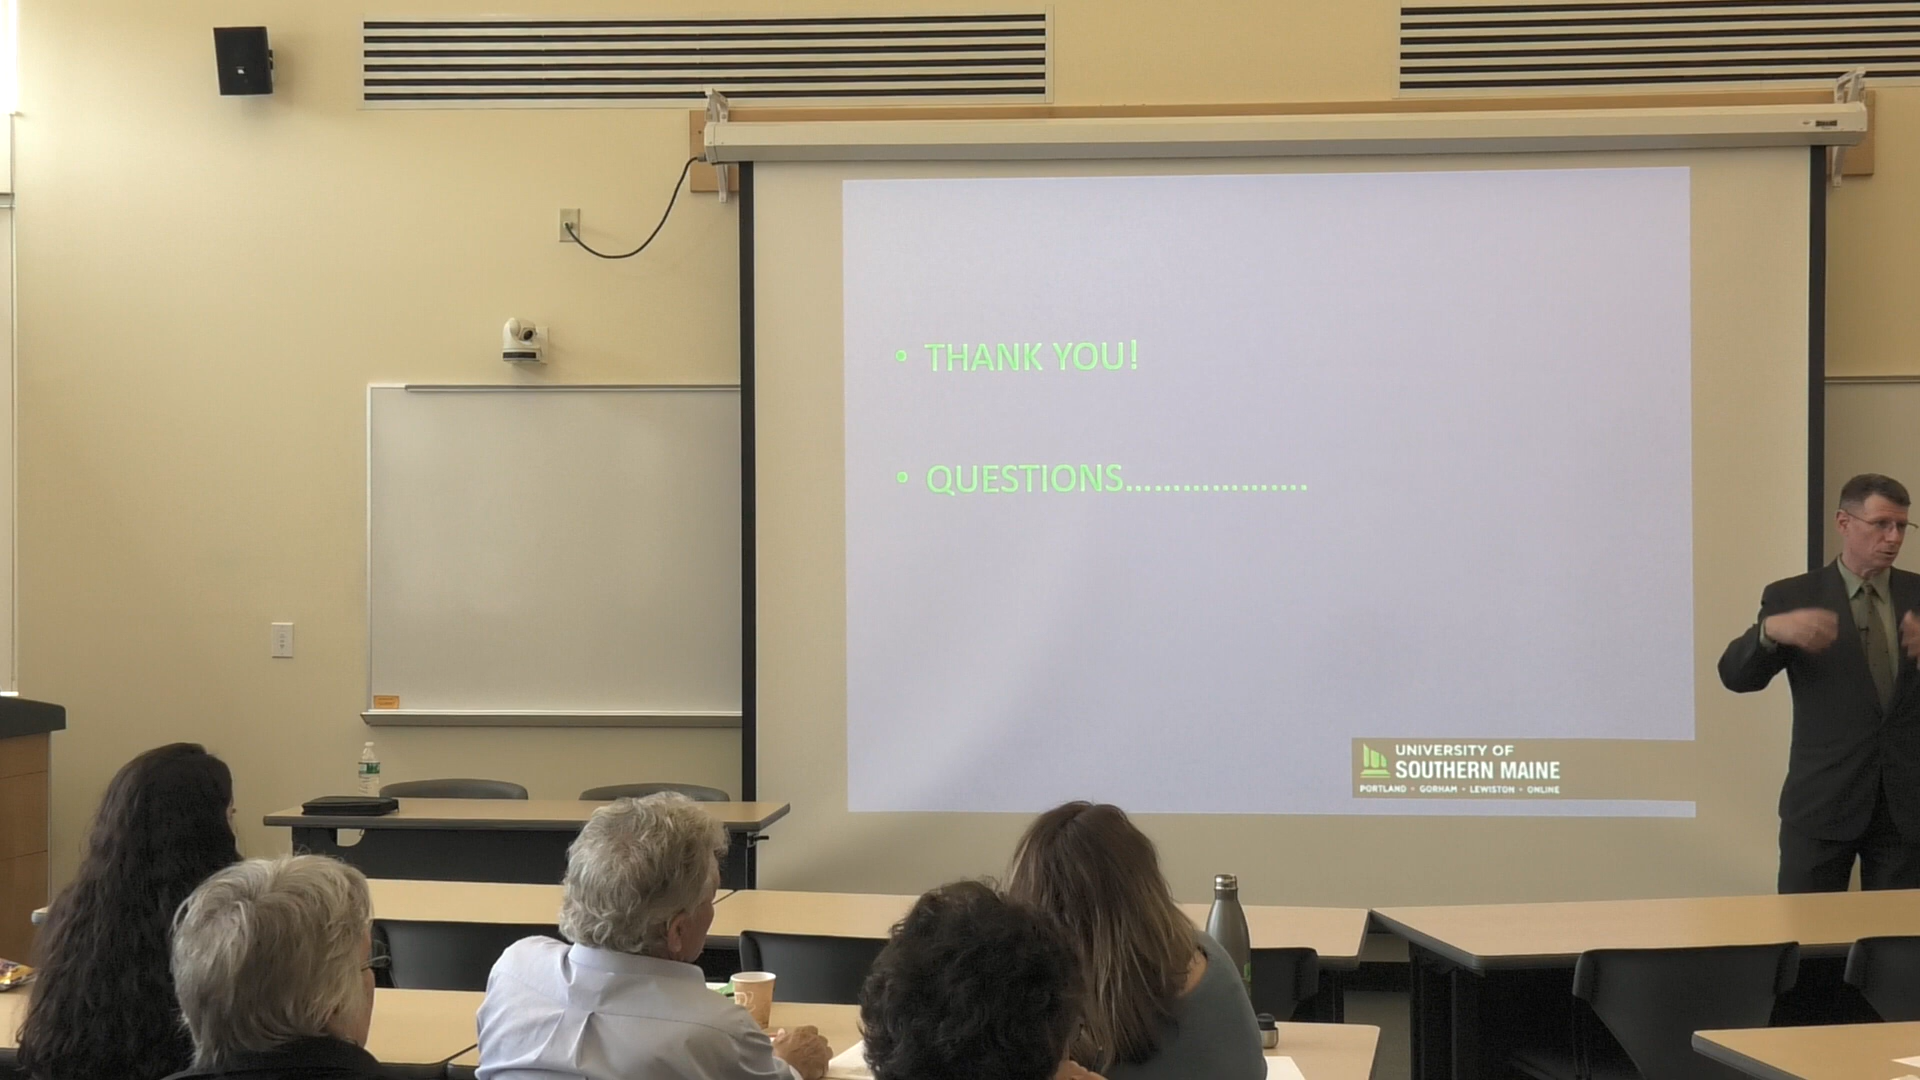 • THANK YOU!
• QUESTIONS……………….
UNIVERSITY OF
SOUTHERN MAINE
PORTLAND • GORHAM • LEWISTON • ONLINE